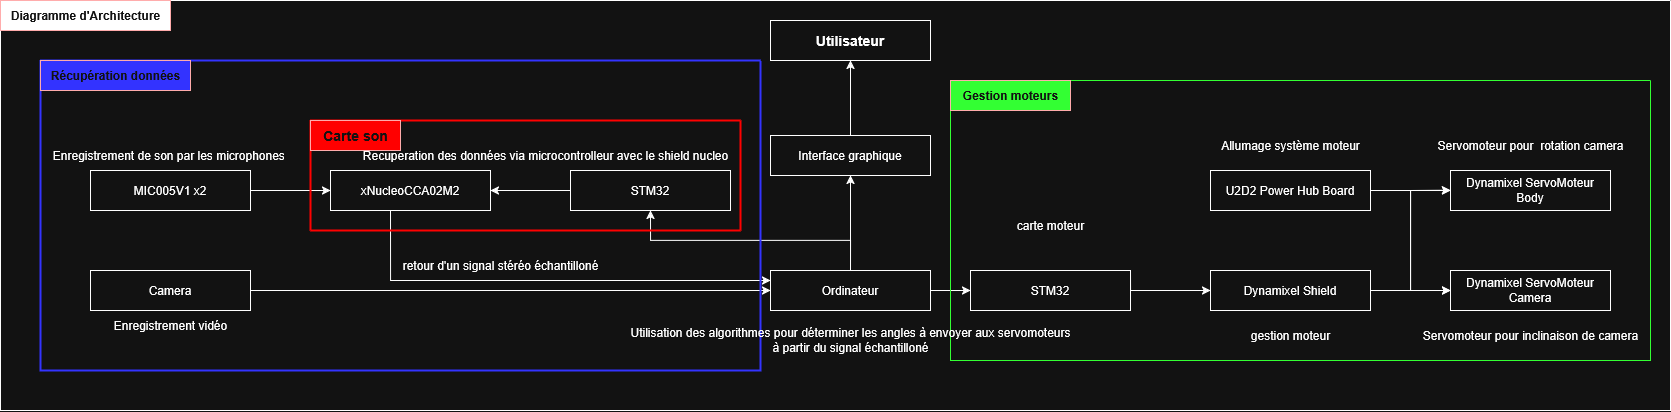 Diagramme d'Architecture
Utilisateur
Récupération données
Gestion moteurs
Carte son
Enregistrement de son par les microphones
Recuperation des données via microcontrolleur avec le shield nucleo
Interface graphique
Allumage système moteur
Servomoteur pour rotation camera
MIC005V1 x2
xNucleoCCA02M2
STM32
U2D2 Power Hub Board
Dynamixel ServoMoteur
Body
carte moteur
retour d'un signal stéréo échantilloné
Camera
Ordinateur
STM32
Dynamixel Shield
Dynamixel ServoMoteur
Camera
Enregistrement vidéo
Utilisation des algorithmes pour déterminer les angles à envoyer aux servomoteurs
à partir du signal échantilloné
gestion moteur
Servomoteur pour inclinaison de camera